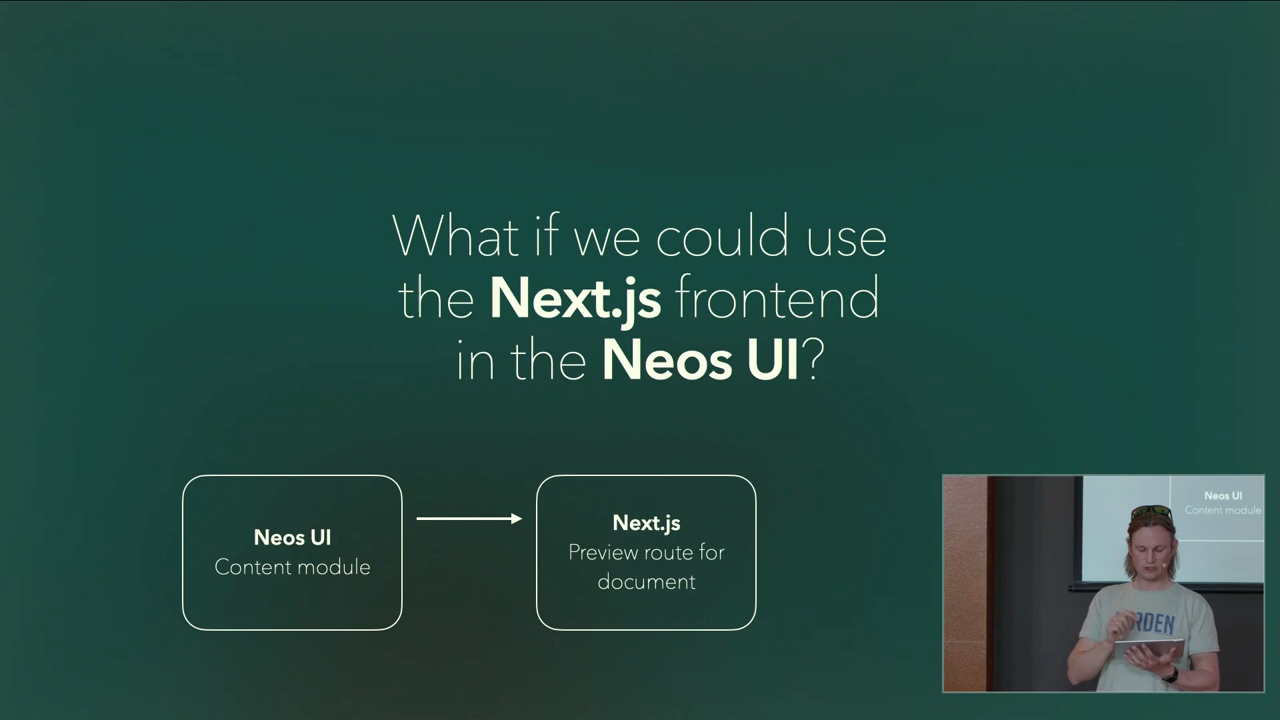 What if we could use
the Next.js frontend
in the Neos UI?
Neos UI
Content module
Next.js
Preview route for
document
Neos UI
Content module